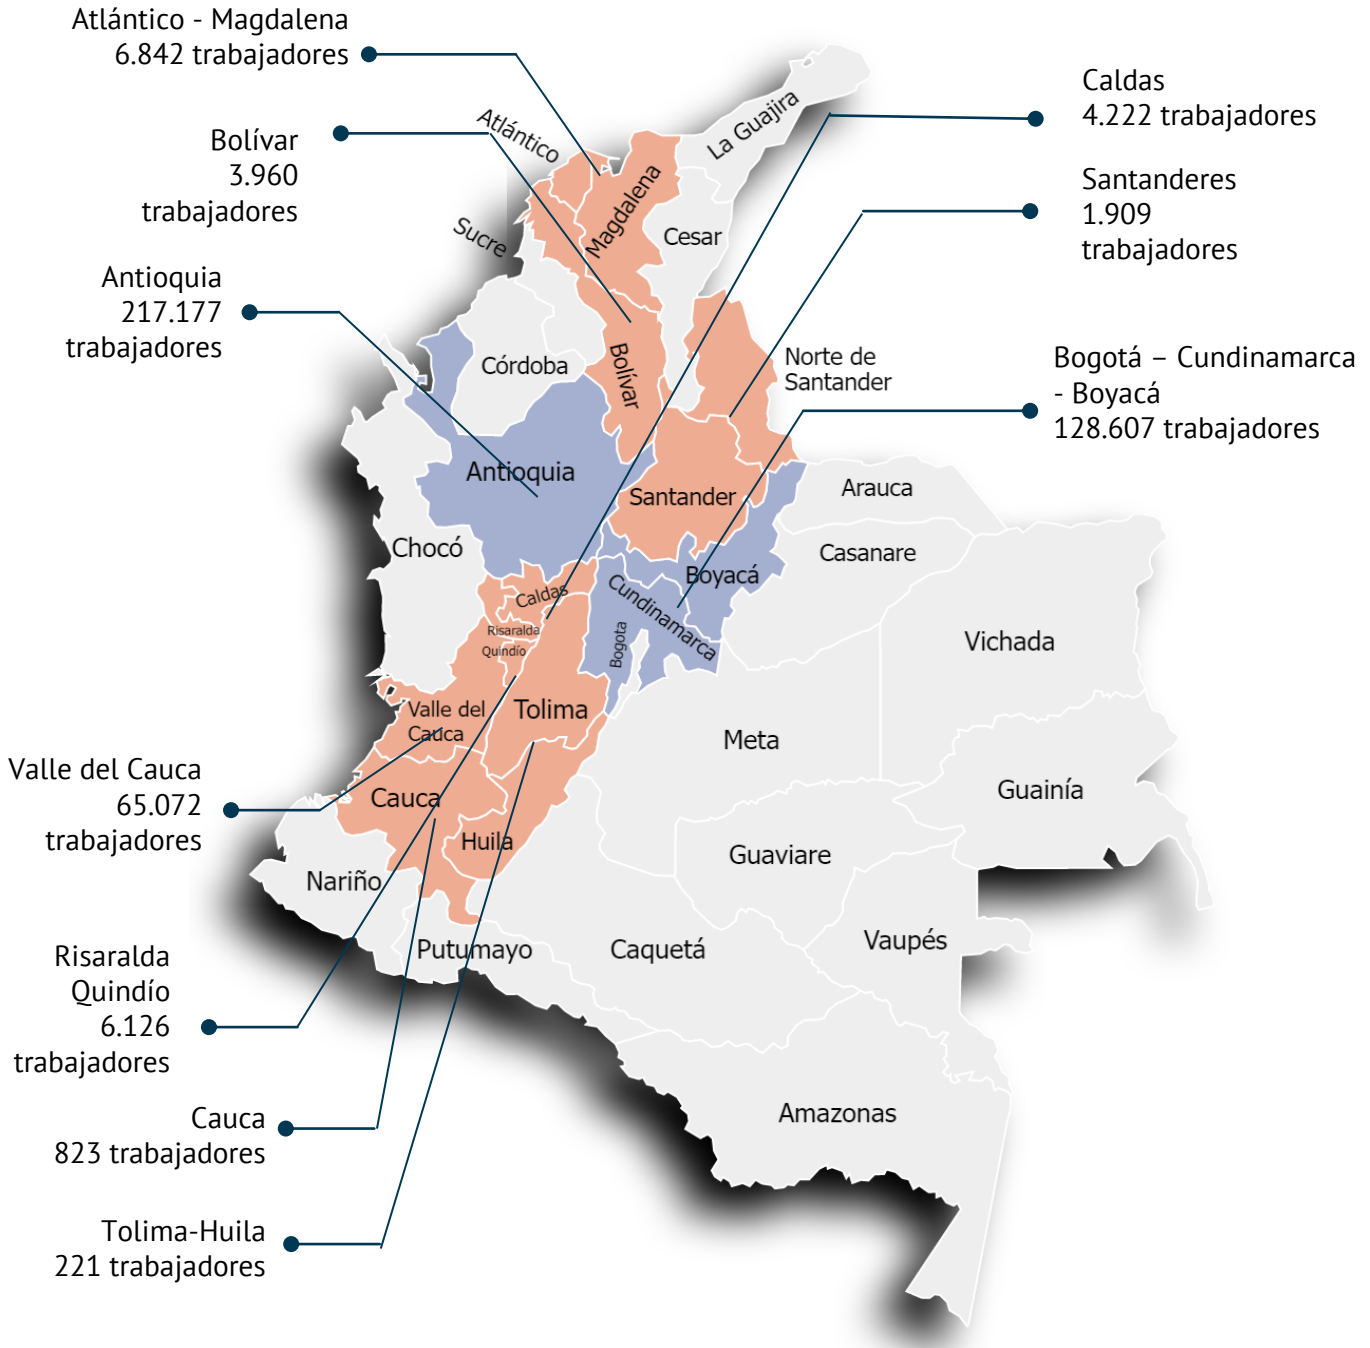 Atlántico - Magdalena
6.842 trabajadores
Bolívar
3.960
trabajadores
Antioquia
217.177
trabajadores
Valle del Cauca
65.072
trabajadores
Risaralda
Quindío
6.126
trabajadores
Cauca
823 trabajadores
Tolima-Huila
221 trabajadores
Caldas
4.222 trabajadores
Santanderes
1.909
trabajadores
Bogotá – Cundinamarca
- Boyacá
128.607 trabajadores
La Guajira
Atlántico
Magdalena
Cesar
Sucre
Córdoba
Bolívar
Norte de
Santander
Antioquia
Santander
Arauca
Chocó
Casanare
Boyacá
Caldas
Cundinamarca
Risaralda
Quindío
Bogota
Vichada
Valle del
Cauca
Tolima
Meta
Cauca
Guainía
Huila
Guaviare
Nariño
Putumayo
Caquetá
Vaupés
Amazonas